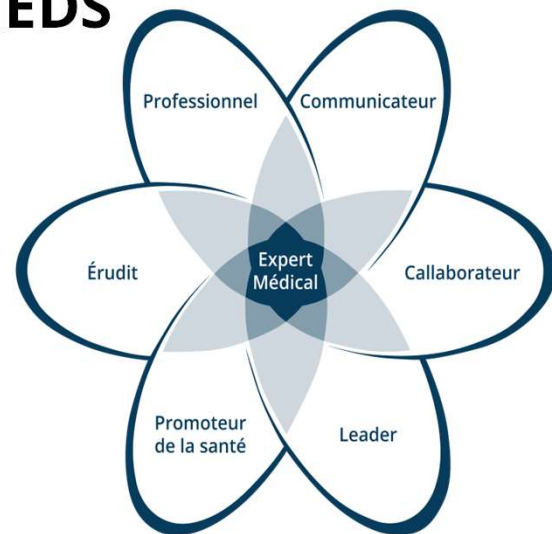 EDS
Professionnel
Communicateur
Érudit
Expert
Médical
Callaborateur
Promoteur
de la santé
Leader